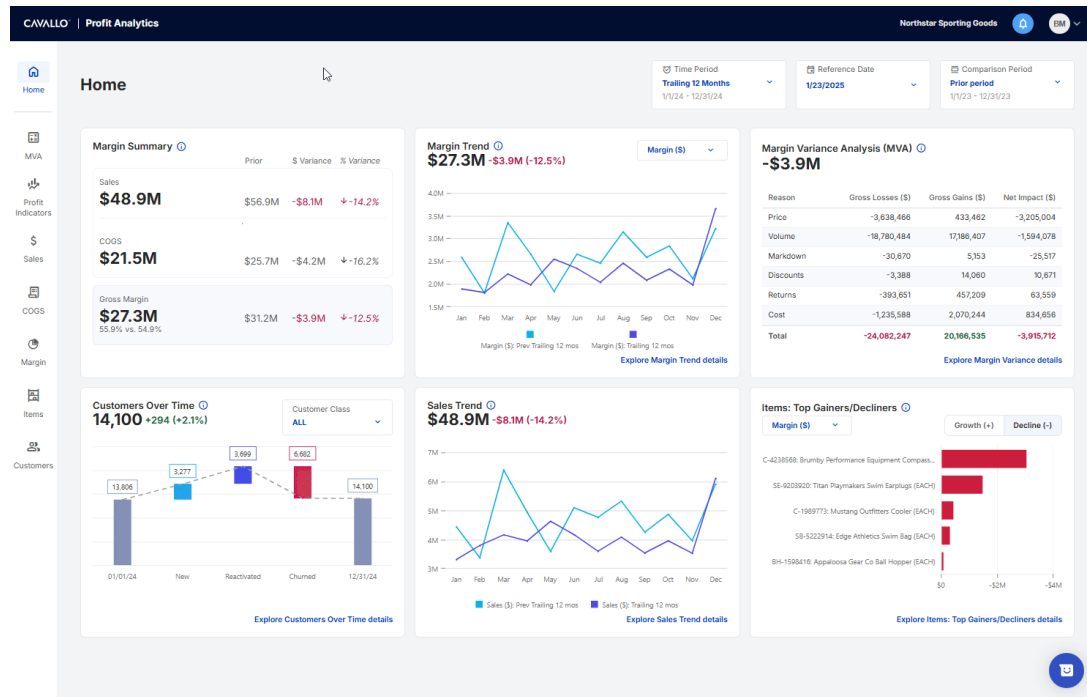 CAVALLO | Profit Analytics
Northstar Sporting Goods
BM
Home
MVA
Profit
Indicators
Sales
COGS
Margin
Items
Customers
Home
Time Period
Trailing 12 Months
1/1/24 - 12/31/24
Reference Date
1/23/2025
Comparison Period
Prior period
1/1/23 - 12/31/23
Margin Summary
Prior $ Variance % Variance
Sales
$48.9M $56.9M -$8.1M -14.2%
COGS
$21.5M $25.7M -$4.2M -16.2%
Gross Margin
$27.3M $31.2M -$3.9M -12.5%
55.9% vs. 54.9%
Margin Trend
$27.3M -$3.9M (-12.5%)
Margin ($)
4.0M
3.5M
3.0M
2.5M
2.0M
1.5M
Jan Feb Mar Apr May Jun Jul Aug Sep Oct Nov Dec
Margin ($): Prev Trailing 12 mos Margin ($): Trailing 12 mos
Explore Margin Trend details
Margin Variance Analysis (MVA)
-$3.9M
Reason Gross Losses ($) Gross Gains ($) Net Impact ($)
Price -3,638,466 433,462 -3,205,004
Volume -18,780,484 17,186,407 -1,594,078
Markdown -30,670 5,153 -25,517
Discounts -3,388 14,060 10,671
Returns -393,651 457,209 63,559
Cost -1,235,588 2,070,244 834,656
Total -24,082,247 20,166,535 -3,915,712
Explore Margin Variance details
Customers Over Time
14,100 +294 (+2.1%)
Customer Class
ALL
13,806
3,277
3,699
6,682
14,100
01/01/24 New Reactivated Churned 12/31/24
Explore Customers Over Time details
Sales Trend
$48.9M -$8.1M (-14.2%)
7M
6M
5M
4M
3M
Jan Feb Mar Apr May Jun Jul Aug Sep Oct Nov Dec
Sales ($): Prev Trailing 12 mos Sales ($): Trailing 12 mos
Explore Sales Trend details
Items: Top Gainers/Decliners
Margin ($)
Growth (+) Decline (-)
C-4238568: Brumby Performance Equipment Compass...
SE-9203920: Titan Playmakers Swim Earplugs (EACH)
C-1989773: Mustang Outfitters Cooler (EACH)
SB-5222914: Edge Athletics Swim Bag (EACH)
BH-1598416: Appaloosa Gear Co Ball Hopper (EACH)
$0 -$2M -$4M
Explore Items: Top Gainers/Decliners details